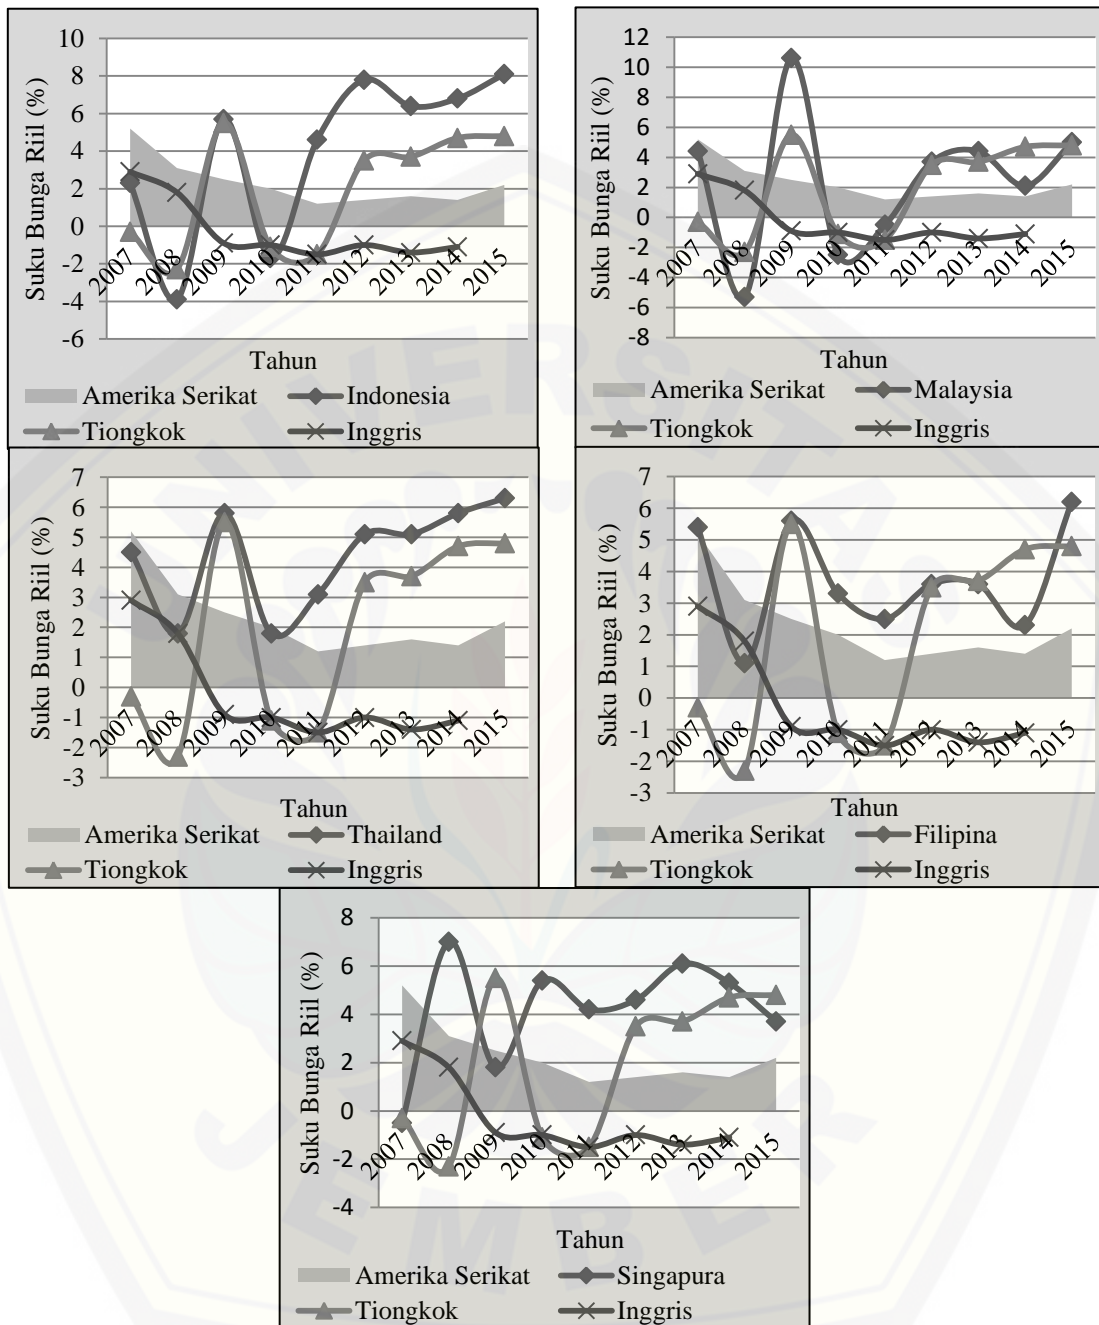 10
8
6
4
2
0
-2
-4
-6
Suku Bunga Riil (%)
2007 2008 2009 2010 2011 2012 2013 2014 2015
Tahun
Amerika Serikat Indonesia
Tiongkok Inggris
12
10
8
6
4
2
0
-2
-4
-6
-8
Suku Bunga Riil (%)
2007 2008 2009 2010 2011 2012 2013 2014 2015
Tahun
Amerika Serikat Malaysia
Tiongkok Inggris
7
6
5
4
3
2
1
0
-1
-2
-3
Suku Bunga Riil (%)
2007 2008 2009 2010 2011 2012 2013 2014 2015
Tahun
Amerika Serikat Thailand
Tiongkok Inggris
7
6
5
4
3
2
1
0
-1
-2
-3
Suku Bunga Riil (%)
2007 2008 2009 2010 2011 2012 2013 2014 2015
Tahun
Amerika Serikat Filipina
Tiongkok Inggris
8
6
4
2
0
-2
-4
Suku Bunga Riil (%)
2007 2008 2009 2010 2011 2012 2013 2014 2015
Tahun
Amerika Serikat Singapura
Tiongkok Inggris
UNIVERSITAS
JEMBER